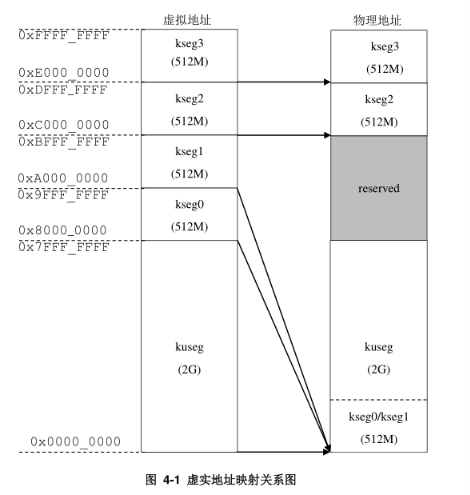 虚拟地址
物理地址
0xFFFF_FFFF
kseg3
(512M)
kseg3
(512M)
0xE000_0000
0xDFFF_FFFF
kseg2
(512M)
kseg2
(512M)
0xC000_0000
0xBFFF_FFFF
kseg1
(512M)
reserved
0xA000_0000
0x9FFF_FFFF
kseg0
(512M)
0x8000_0000
0x7FFF_FFFF
kuseg
(2G)
kuseg
(2G)
kseg0/kseg1
(512M)
0x0000_0000
图 4-1 虚实地址映射关系图